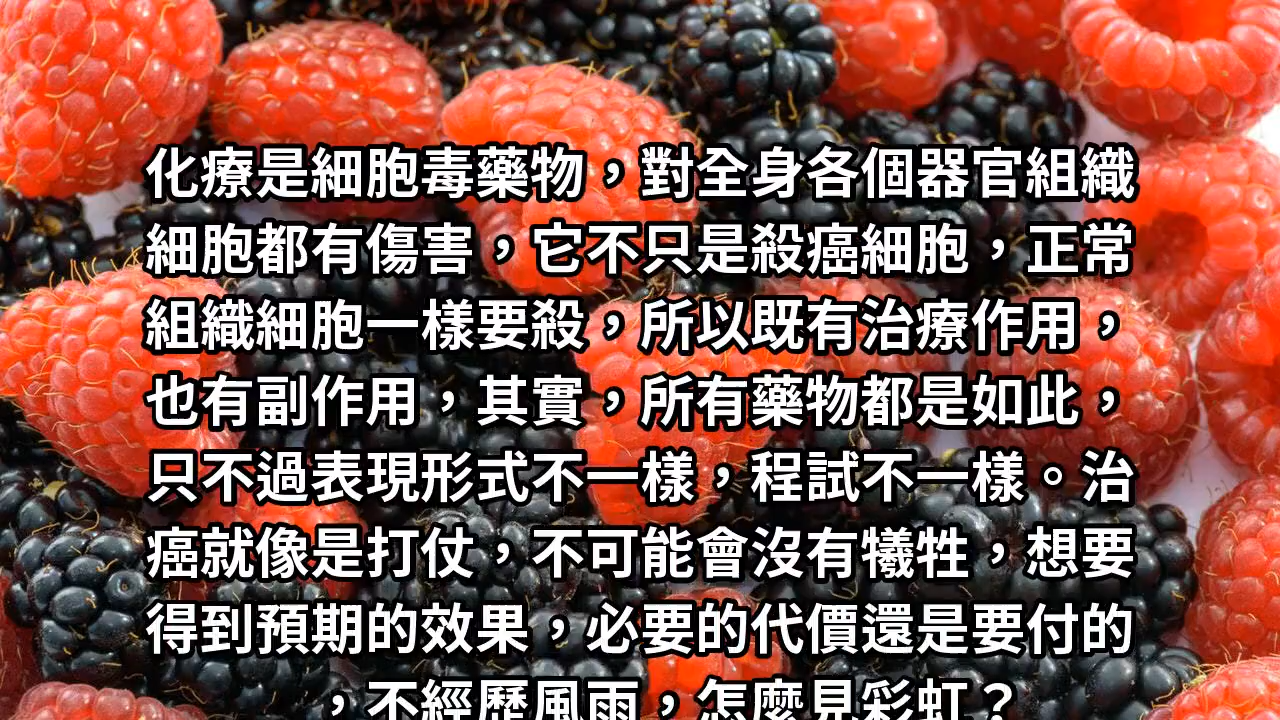 化療是細胞毒藥物，對全身各個器官組織
細胞都有傷害，它不只是殺癌細胞，正常
組織細胞一樣要殺，所以既有治療作用，
也有副作用，其實，所有藥物都是如此，
只不過表現形式不一樣，程試不一樣。治
癌就像是打仗，不可能會沒有犧牲，想要
得到預期的效果，必要的代價還是要付的
，不經歷風雨，怎麼見彩虹？